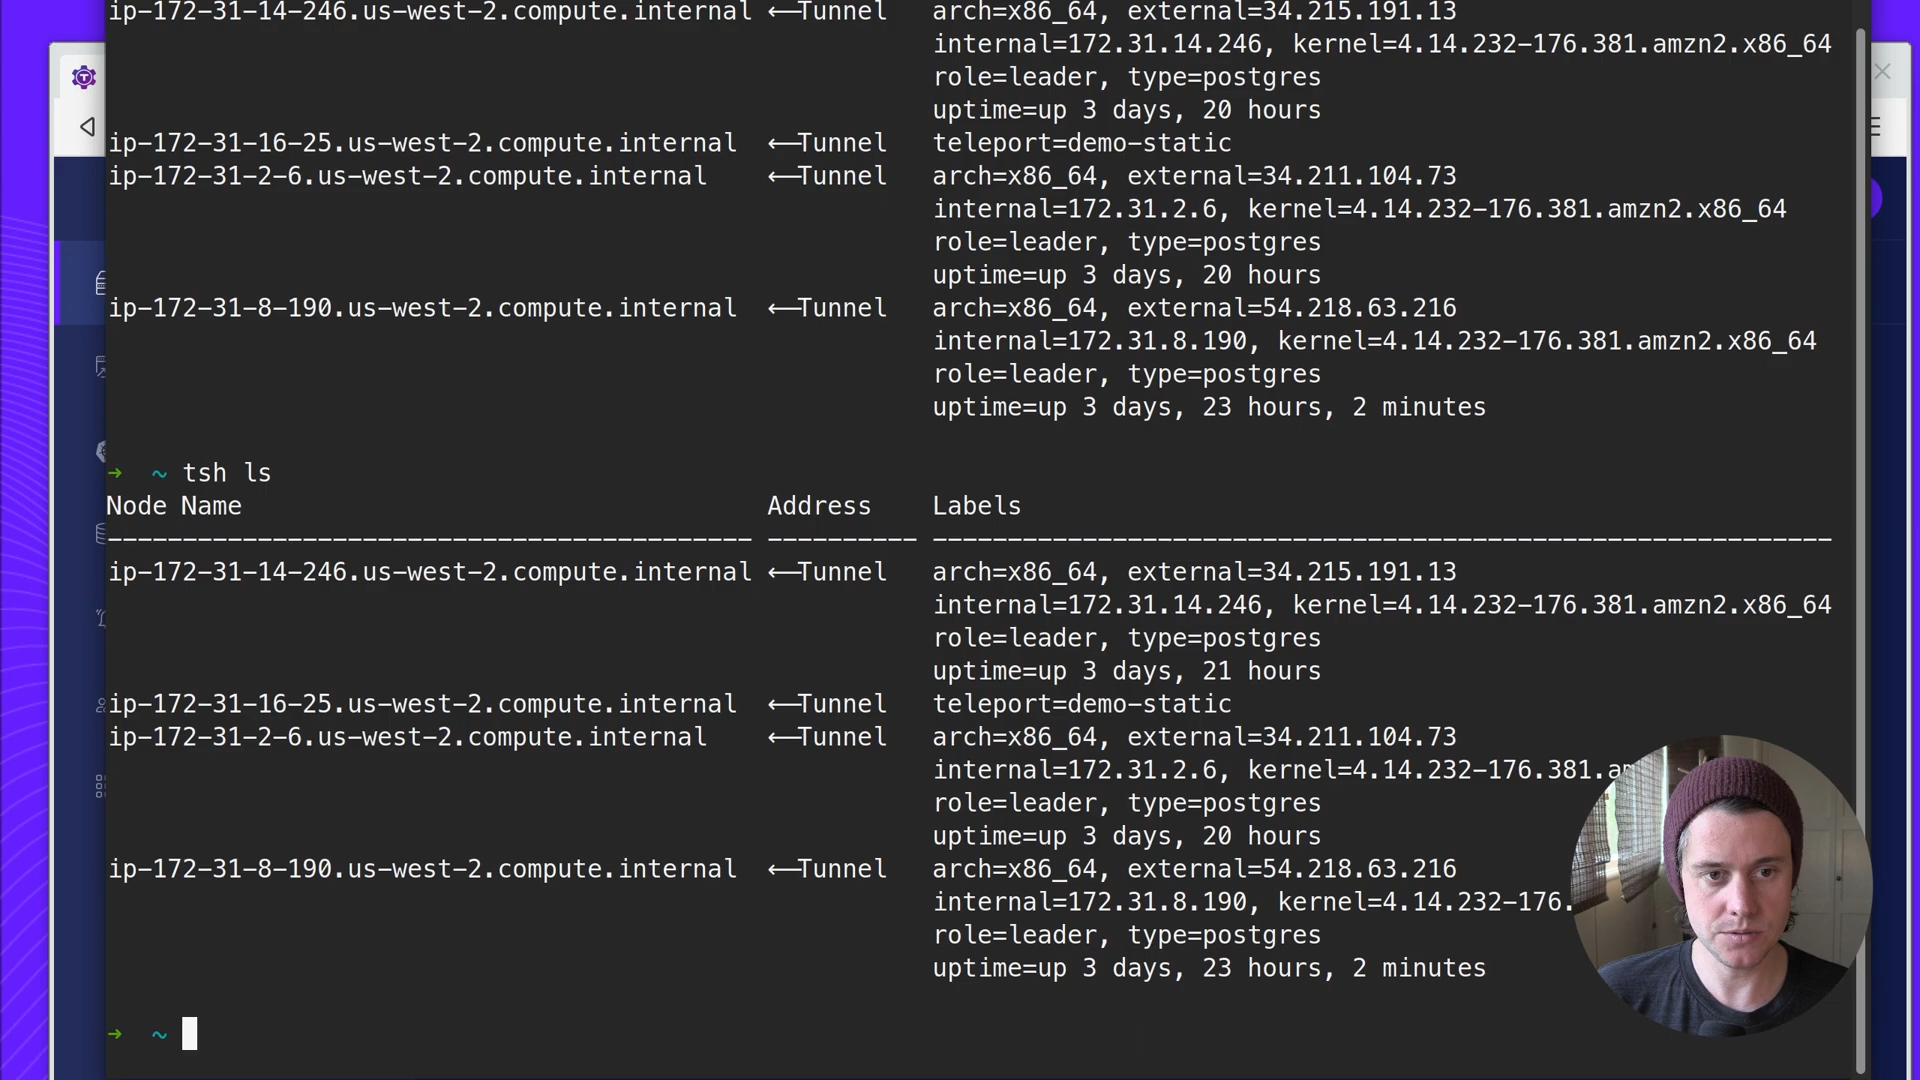 ip-172-31-14-246.us-west-2.compute.internal ⟵Tunnel arch=x86_64, external=34.215.191.13
internal=172.31.14.246, kernel=4.14.232-176.381.amzn2.x86_64
role=leader, type=postgres
uptime=up 3 days, 20 hours
ip-172-31-16-25.us-west-2.compute.internal ⟵Tunnel teleport=demo-static
ip-172-31-2-6.us-west-2.compute.internal ⟵Tunnel arch=x86_64, external=34.211.104.73
internal=172.31.2.6, kernel=4.14.232-176.381.amzn2.x86_64
role=leader, type=postgres
uptime=up 3 days, 20 hours
ip-172-31-8-190.us-west-2.compute.internal ⟵Tunnel arch=x86_64, external=54.218.63.216
internal=172.31.8.190, kernel=4.14.232-176.381.amzn2.x86_64
role=leader, type=postgres
uptime=up 3 days, 23 hours, 2 minutes
➜ ~ tsh ls
Node Name Address Labels
------------------------------------------- ---------- ------------------------------------------------------------
ip-172-31-14-246.us-west-2.compute.internal ⟵Tunnel arch=x86_64, external=34.215.191.13
internal=172.31.14.246, kernel=4.14.232-176.381.amzn2.x86_64
role=leader, type=postgres
uptime=up 3 days, 21 hours
ip-172-31-16-25.us-west-2.compute.internal ⟵Tunnel teleport=demo-static
ip-172-31-2-6.us-west-2.compute.internal ⟵Tunnel arch=x86_64, external=34.211.104.73
internal=172.31.2.6, kernel=4.14.232-176.381.a
role=leader, type=postgres
uptime=up 3 days, 20 hours
ip-172-31-8-190.us-west-2.compute.internal ⟵Tunnel arch=x86_64, external=54.218.63.216
internal=172.31.8.190, kernel=4.14.232-176.
role=leader, type=postgres
uptime=up 3 days, 23 hours, 2 minutes
➜ ~